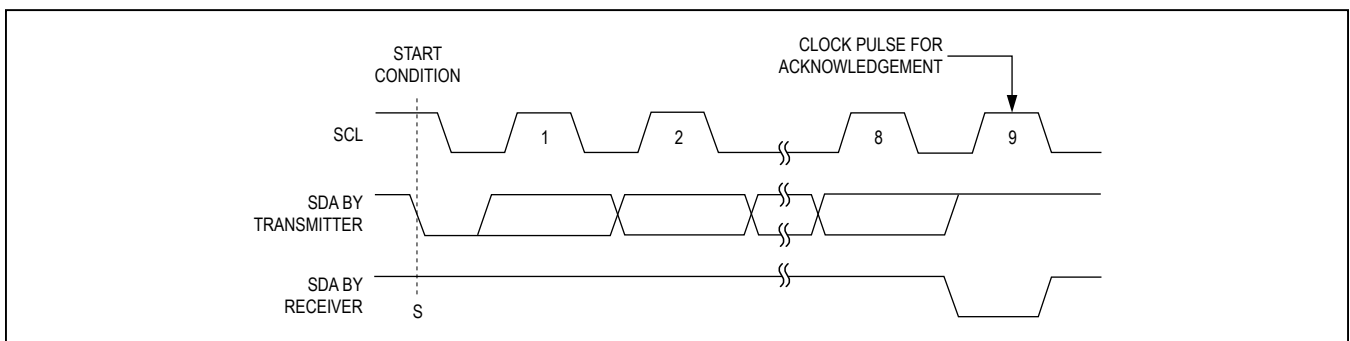 START
CONDITION
CLOCK PULSE FOR
ACKNOWLEDGEMENT
SCL
1
2
8
9
SDA BY
TRANSMITTER
SDA BY
RECEIVER
S